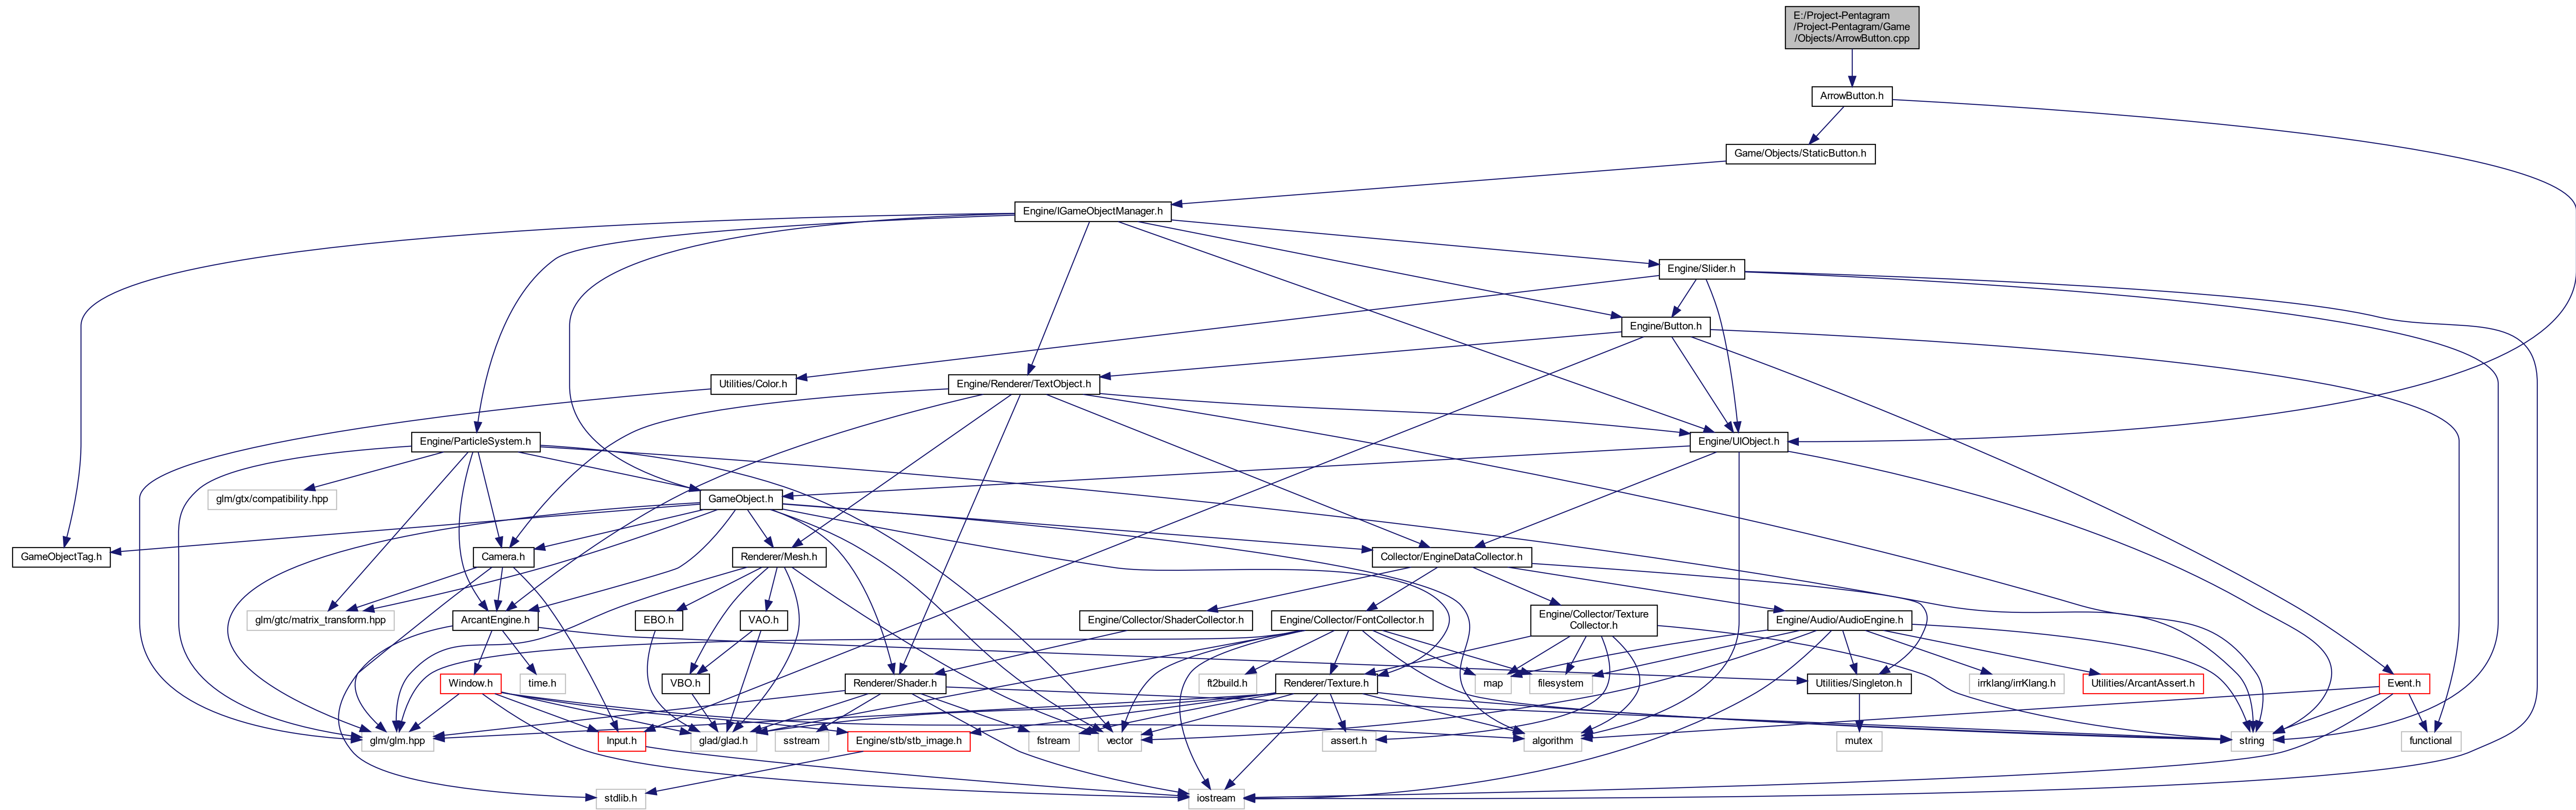 E:/Project-Pentagram
/Project-Pentagram/Game
/Objects/ArrowButton.cpp
ArrowButton.h
Game/Objects/StaticButton.h
Engine/IGameObjectManager.h
Engine/Slider.h
Engine/Button.h
Utilities/Color.h
Engine/Renderer/TextObject.h
Engine/ParticleSystem.h
Engine/UIObject.h
glm/gtx/compatibility.hpp
GameObject.h
GameObjectTag.h
Camera.h
Renderer/Mesh.h
Collector/EngineDataCollector.h
glm/gtc/matrix_transform.hpp
ArcantEngine.h
EBO.h
VAO.h
Engine/Collector/ShaderCollector.h
Engine/Collector/FontCollector.h
Engine/Collector/Texture
Collector.h
Engine/Audio/AudioEngine.h
Window.h
time.h
VBO.h
Renderer/Shader.h
ft2build.h
Renderer/Texture.h
map
filesystem
Utilities/Singleton.h
irrklang/irrKlang.h
Utilities/ArcantAssert.h
Event.h
glm/glm.hpp
Input.h
glad/glad.h
sstream
Engine/stb/stb_image.h
fstream
vector
assert.h
algorithm
mutex
string
functional
stdlib.h
iostream